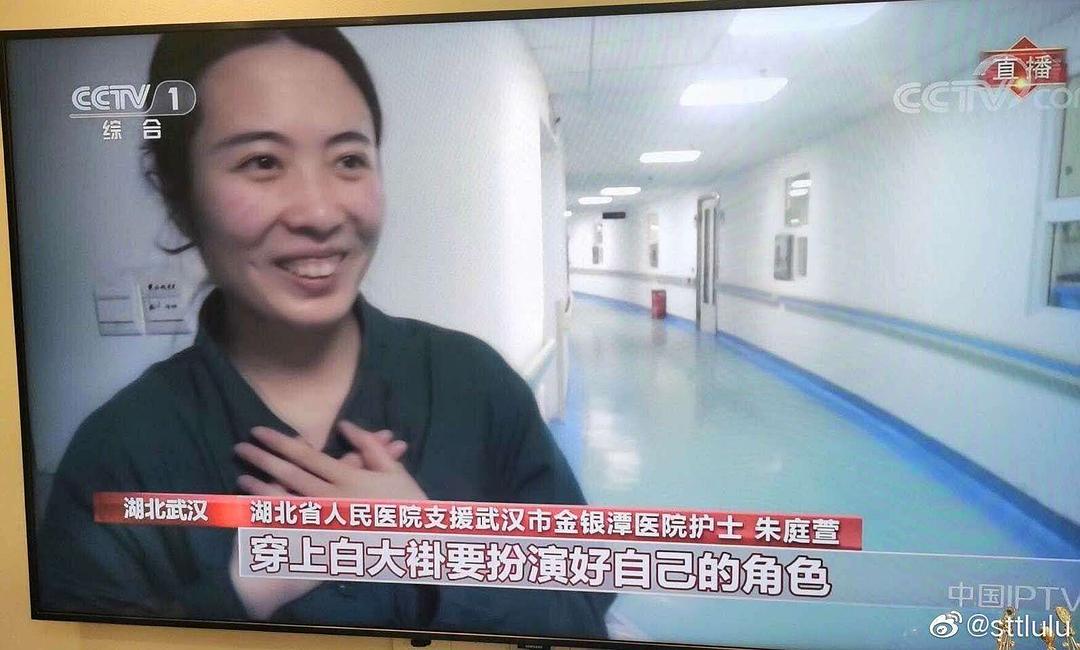 CCTV 1
综合
直播
CCTV.com
湖北武汉
湖北省人民医院支援武汉市金银潭医院护士 朱庭萱
穿上白大褂要扮演好自己的角色
中国IPTV
@sttlulu
SAMSUNG